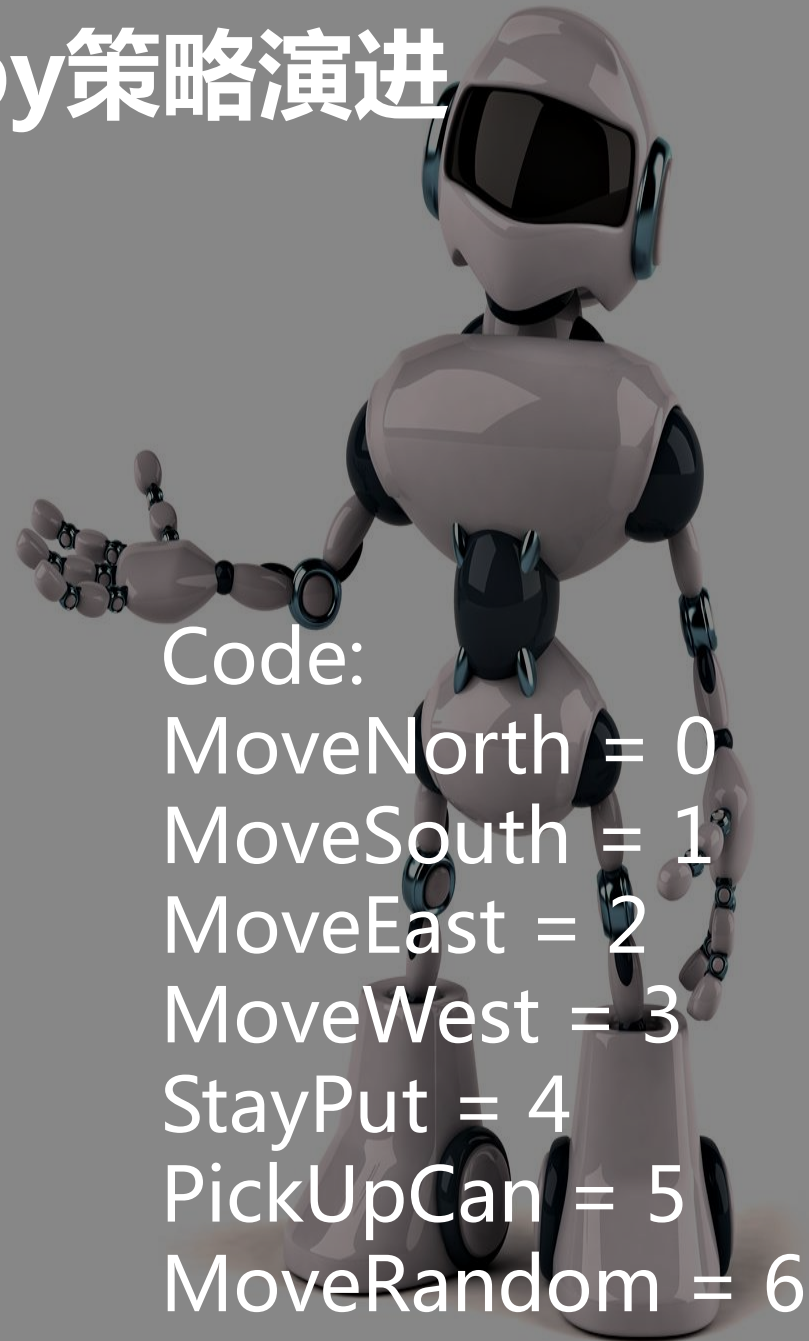 y策略演进
Code:
MoveNorth = 0
MoveSouth = 1
MoveEast = 2
MoveWest = 3
StayPut = 4
PickUpCan = 5
MoveRandom = 6